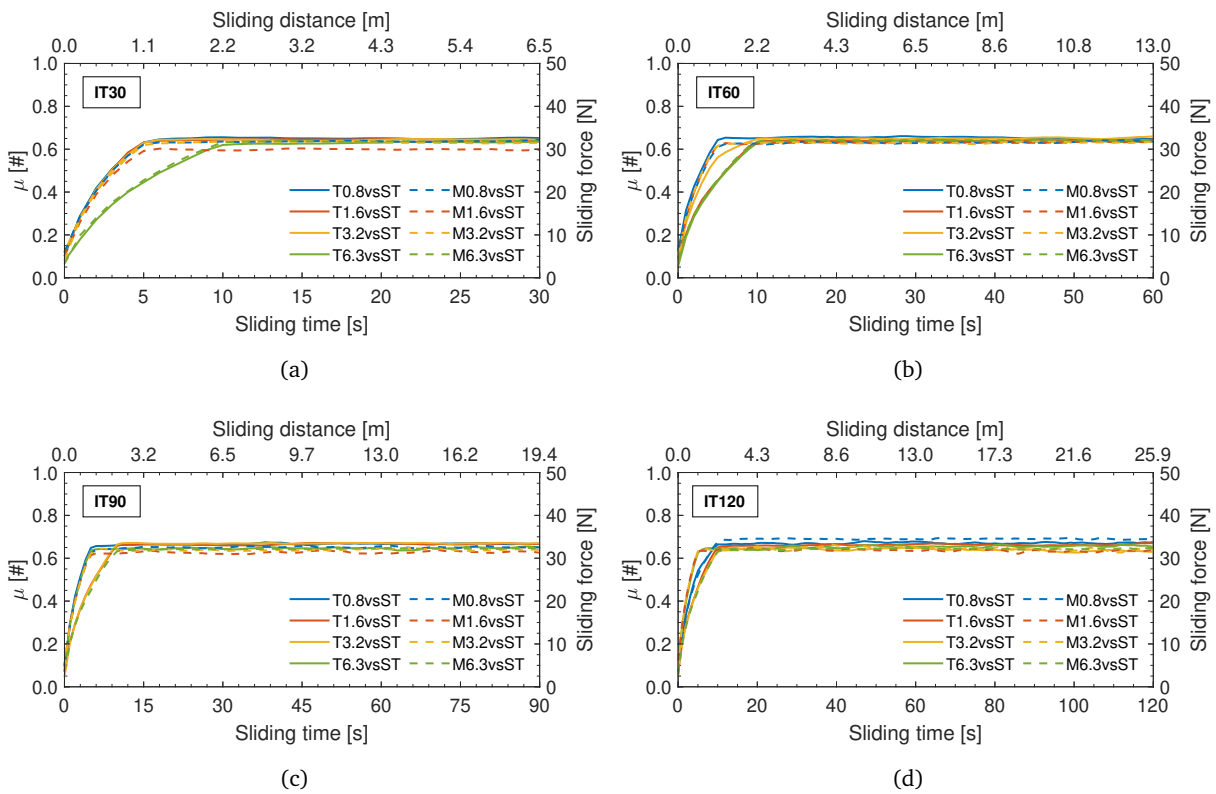 Sliding distance [m]
0.0 1.1 2.2 3.2 4.3 5.4 6.5
1.0 0.8 0.6 0.4 0.2 0.0
μ [#]
IT30
50 40 30 20 10 0
Sliding force [N]
T0.8vsST M0.8vsST
T1.6vsST M1.6vsST
T3.2vsST M3.2vsST
T6.3vsST M6.3vsST
0 5 10 15 20 25 30
Sliding time [s]
(a)
Sliding distance [m]
0.0 2.2 4.3 6.5 8.6 10.8 13.0
1.0 0.8 0.6 0.4 0.2 0.0
μ [#]
IT60
50 40 30 20 10 0
Sliding force [N]
T0.8vsST M0.8vsST
T1.6vsST M1.6vsST
T3.2vsST M3.2vsST
T6.3vsST M6.3vsST
0 10 20 30 40 50 60
Sliding time [s]
(b)
Sliding distance [m]
0.0 3.2 6.5 9.7 13.0 16.2 19.4
1.0 0.8 0.6 0.4 0.2 0.0
μ [#]
IT90
50 40 30 20 10 0
Sliding force [N]
T0.8vsST M0.8vsST
T1.6vsST M1.6vsST
T3.2vsST M3.2vsST
T6.3vsST M6.3vsST
0 15 30 45 60 75 90
Sliding time [s]
(c)
Sliding distance [m]
0.0 4.3 8.6 13.0 17.3 21.6 25.9
1.0 0.8 0.6 0.4 0.2 0.0
μ [#]
IT120
50 40 30 20 10 0
Sliding force [N]
T0.8vsST M0.8vsST
T1.6vsST M1.6vsST
T3.2vsST M3.2vsST
T6.3vsST M6.3vsST
0 20 40 60 80 100 120
Sliding time [s]
(d)